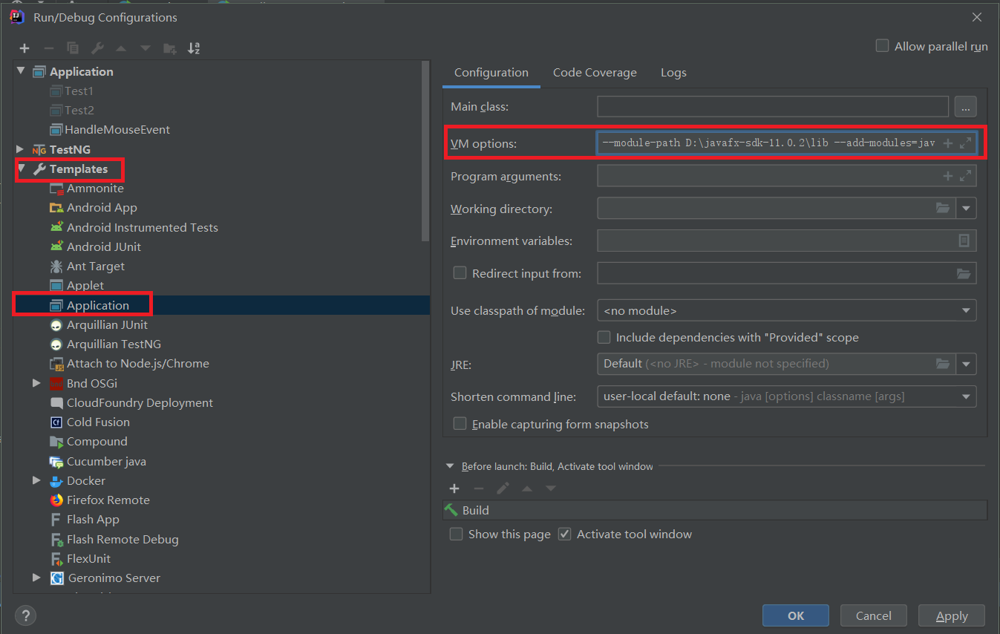 Run/Debug Configurations
Allow parallel run
Application
Test1
Test2
HandleMouseEvent
TestNG
Templates
Ammonite
Android App
Android Instrumented Tests
Android JUnit
Ant Target
Applet
Application
Arquillian JUnit
Arquillian TestNG
Attach to Node.js/Chrome
Bnd OSGi
CloudFoundry Deployment
Cold Fusion
Compound
Cucumber java
Docker
Firefox Remote
Flash App
Flash Remote Debug
FlexUnit
Geronimo Server
Configuration Code Coverage Logs
Main class: ...
VM options: --module-path D:\javafx-sdk-11.0.2\lib --add-modules=jav
Program arguments:
Working directory:
Environment variables:
Redirect input from:
Use classpath of module: <no module>
Include dependencies with "Provided" scope
JRE: Default (<no JRE> - module not specified)
Shorten command line: user-local default: none - java [options] classname [args]
Enable capturing form snapshots
Before launch: Build, Activate tool window
Build
Show this page Activate tool window
? OK Cancel Apply